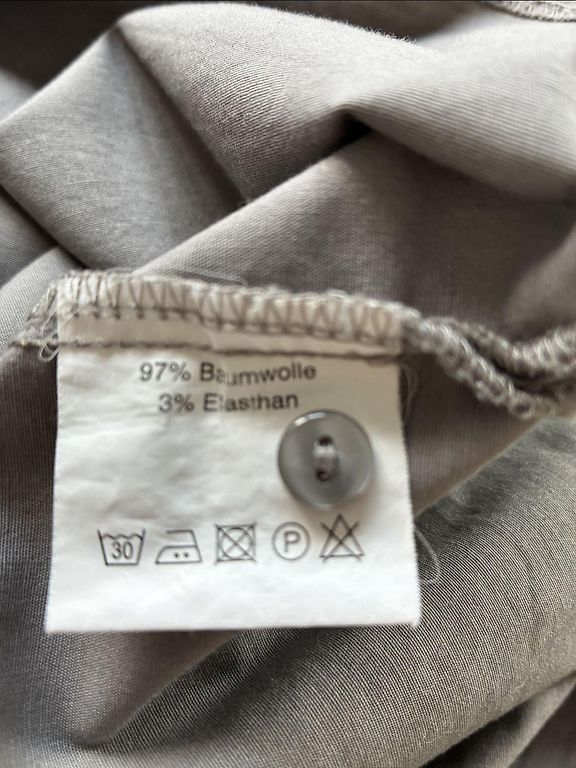 97% Baumwolle
3% Elasthan
30 P